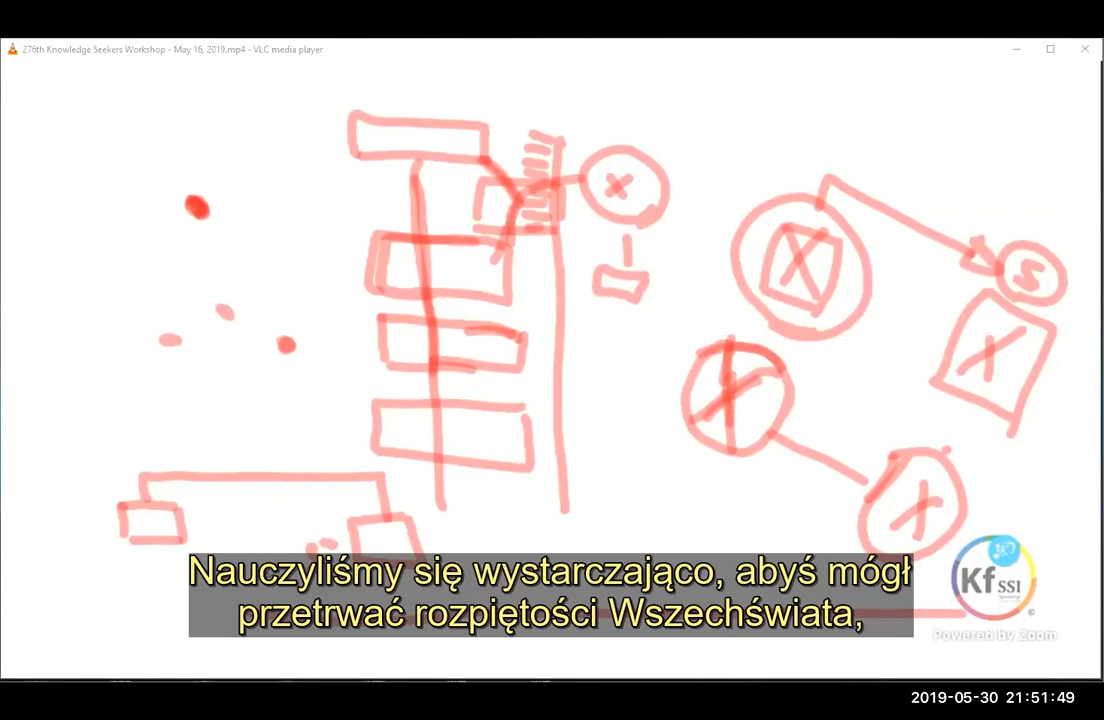 276th Knowledge Seekers Workshop - May 16, 2019.mp4 - VLC media player
x
X
S
X
X
X
Nauczyliśmy się wystarczająco, abyś mógł
przetrwać rozpiętości Wszechświata,
Kf SSI
©
Powered by Zoom
2019-05-30 21:51:49